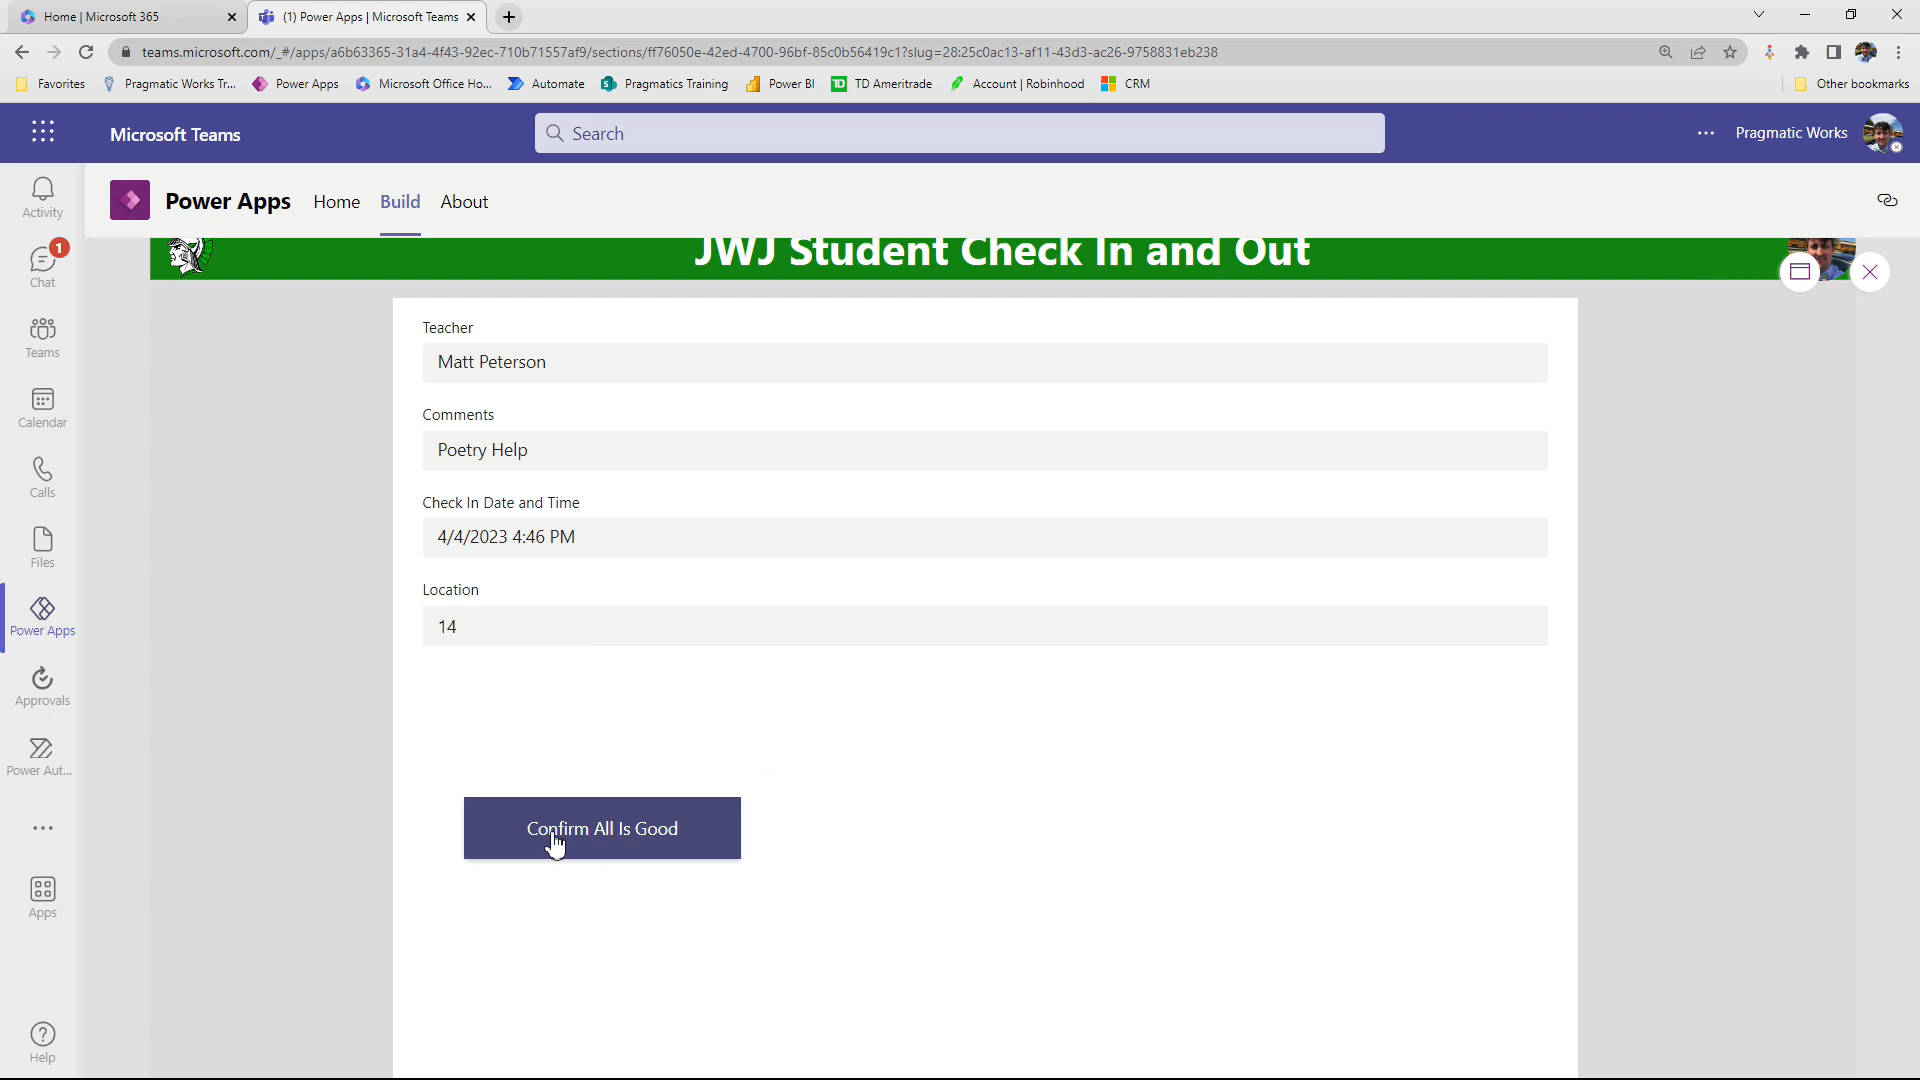 Home | Microsoft 365
(1) Power Apps | Microsoft Teams
teams.microsoft.com/_#/apps/a6b63365-31a4-4f43-92ec-710b71557af9/sections/ff76050e-42ed-4700-96bf-85c0b56419c1?slug=28:25c0ac13-af11-43d3-ac26-9758831eb238
Favorites Pragmatic Works Tr... Power Apps Microsoft Office Ho... Automate Pragmatics Training Power BI TD Ameritrade Account | Robinhood CRM Other bookmarks
Microsoft Teams
Search
Pragmatic Works
Power Apps Home Build About
Activity
1
Chat
Teams
Calendar
Calls
Files
Power Apps
Approvals
Power Aut...
Apps
Help
JWJ Student Check In and Out
Teacher
Matt Peterson
Comments
Poetry Help
Check In Date and Time
4/4/2023 4:46 PM
Location
14
Confirm All Is Good